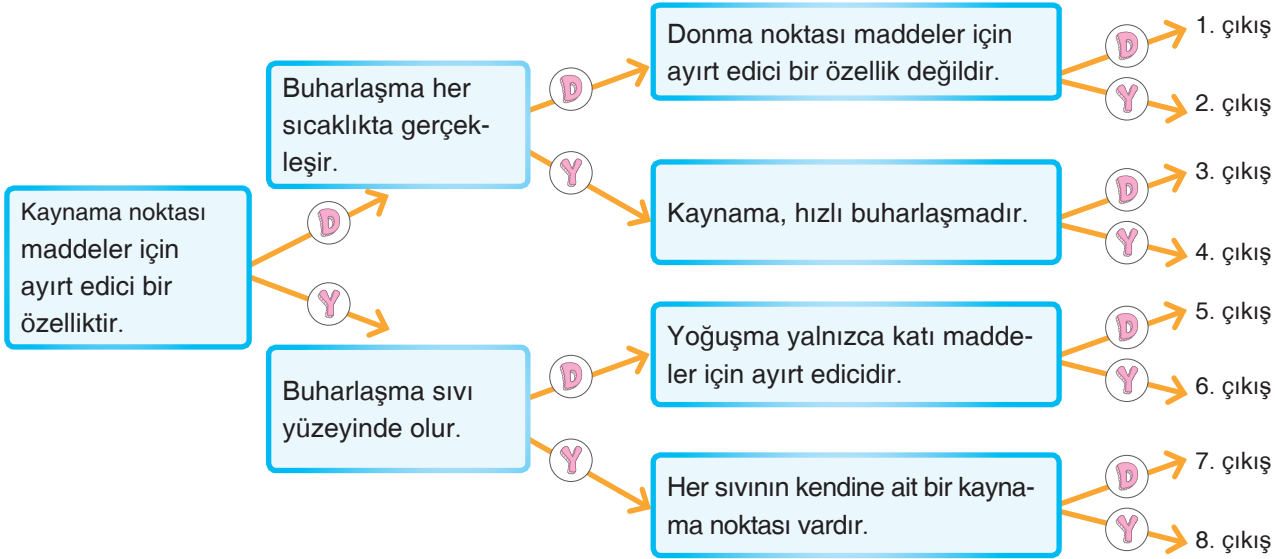 Kaynama noktası
maddeler için
ayırt edici bir
özelliktir.
D
Y
Buharlaşma her
sıcaklıkta gerçek-
leşir.
D
Y
Buharlaşma sıvı
yüzeyinde olur.
D
Y
Donma noktası maddeler için
ayırt edici bir özellik değildir.
D
Y
1. çıkış
2. çıkış
Kaynama, hızlı buharlaşmadır.
D
Y
3. çıkış
4. çıkış
Yoğuşma yalnızca katı madde-
ler için ayırt edicidir.
D
Y
5. çıkış
6. çıkış
Her sıvının kendine ait bir kayna-
ma noktası vardır.
D
Y
7. çıkış
8. çıkış